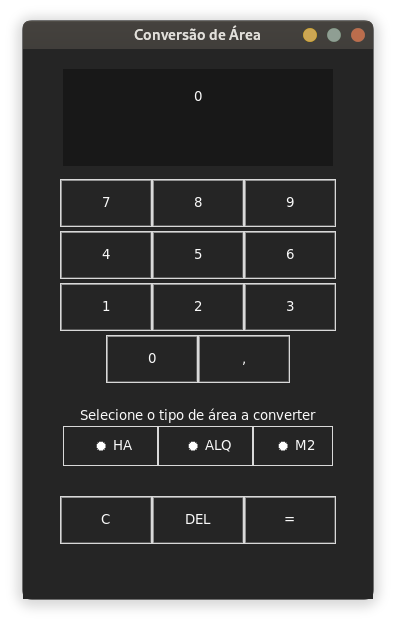 Conversão de Área
0
7 8 9
4 5 6
1 2 3
0 ,
Selecione o tipo de área a converter
HA ALQ M2
C DEL =